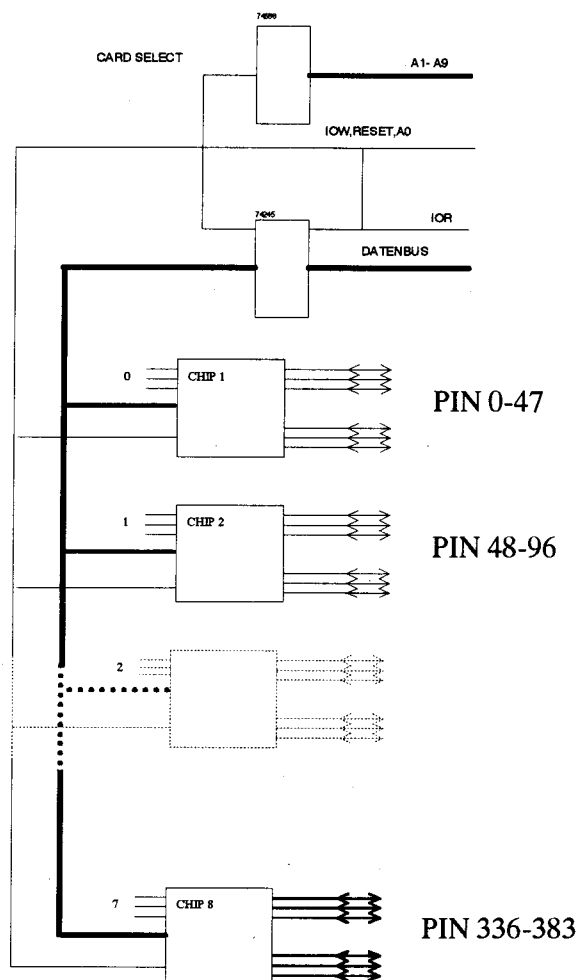 74688
CARD SELECT
A1- A9
IOW,RESET,A0
74245
IOR
DATENBUS
0
CHIP 1
PIN 0-47
1
CHIP 2
PIN 48-96
2
7
CHIP 8
PIN 336-383